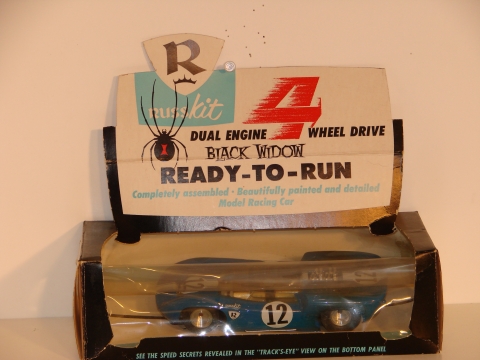 R
russkit
4
DUAL ENGINE WHEEL DRIVE
BLACK WIDOW
READY-TO-RUN
Completely assembled · Beautifully painted and detailed
Model Racing Car
12
SEE THE SPEED SECRETS REVEALED IN THE "TRACK'S-EYE" VIEW ON THE BOTTOM PANEL